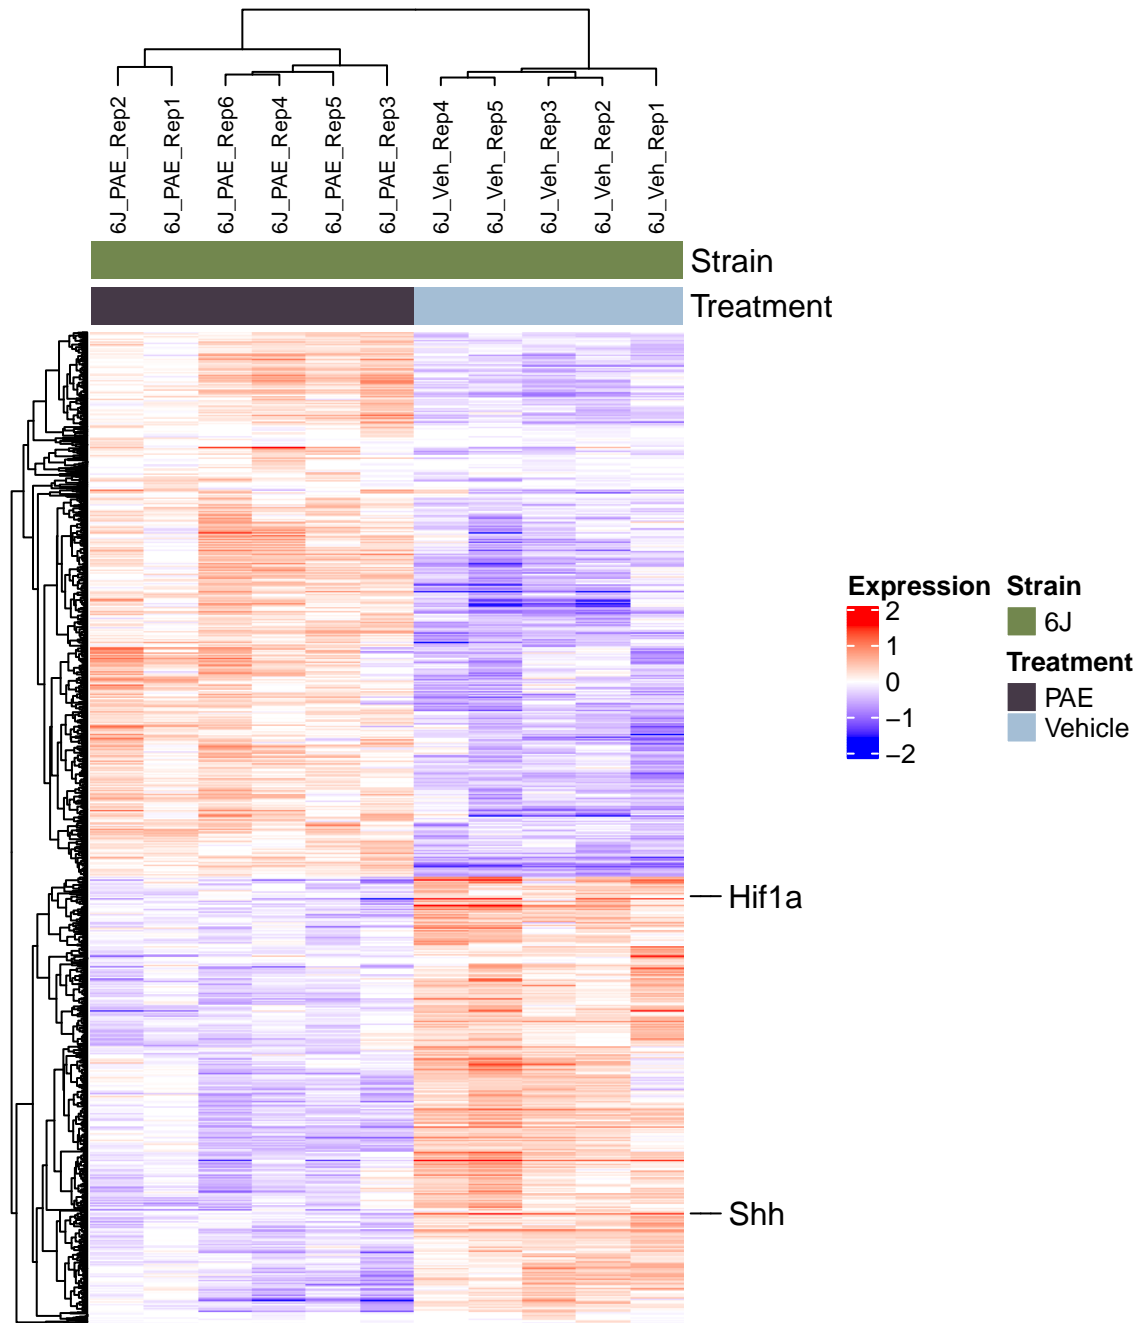 6J_PAE_Rep2
6J_PAE_Rep1
6J_PAE_Rep6
6J_PAE_Rep4
6J_PAE_Rep5
6J_PAE_Rep3
6J_Veh_Rep4
6J_Veh_Rep5
6J_Veh_Rep3
6J_Veh_Rep2
6J_Veh_Rep1
Strain
Treatment
Hif1a
Shh
Expression
2
1
0
−1
−2
Strain
6J
Treatment
PAE
Vehicle